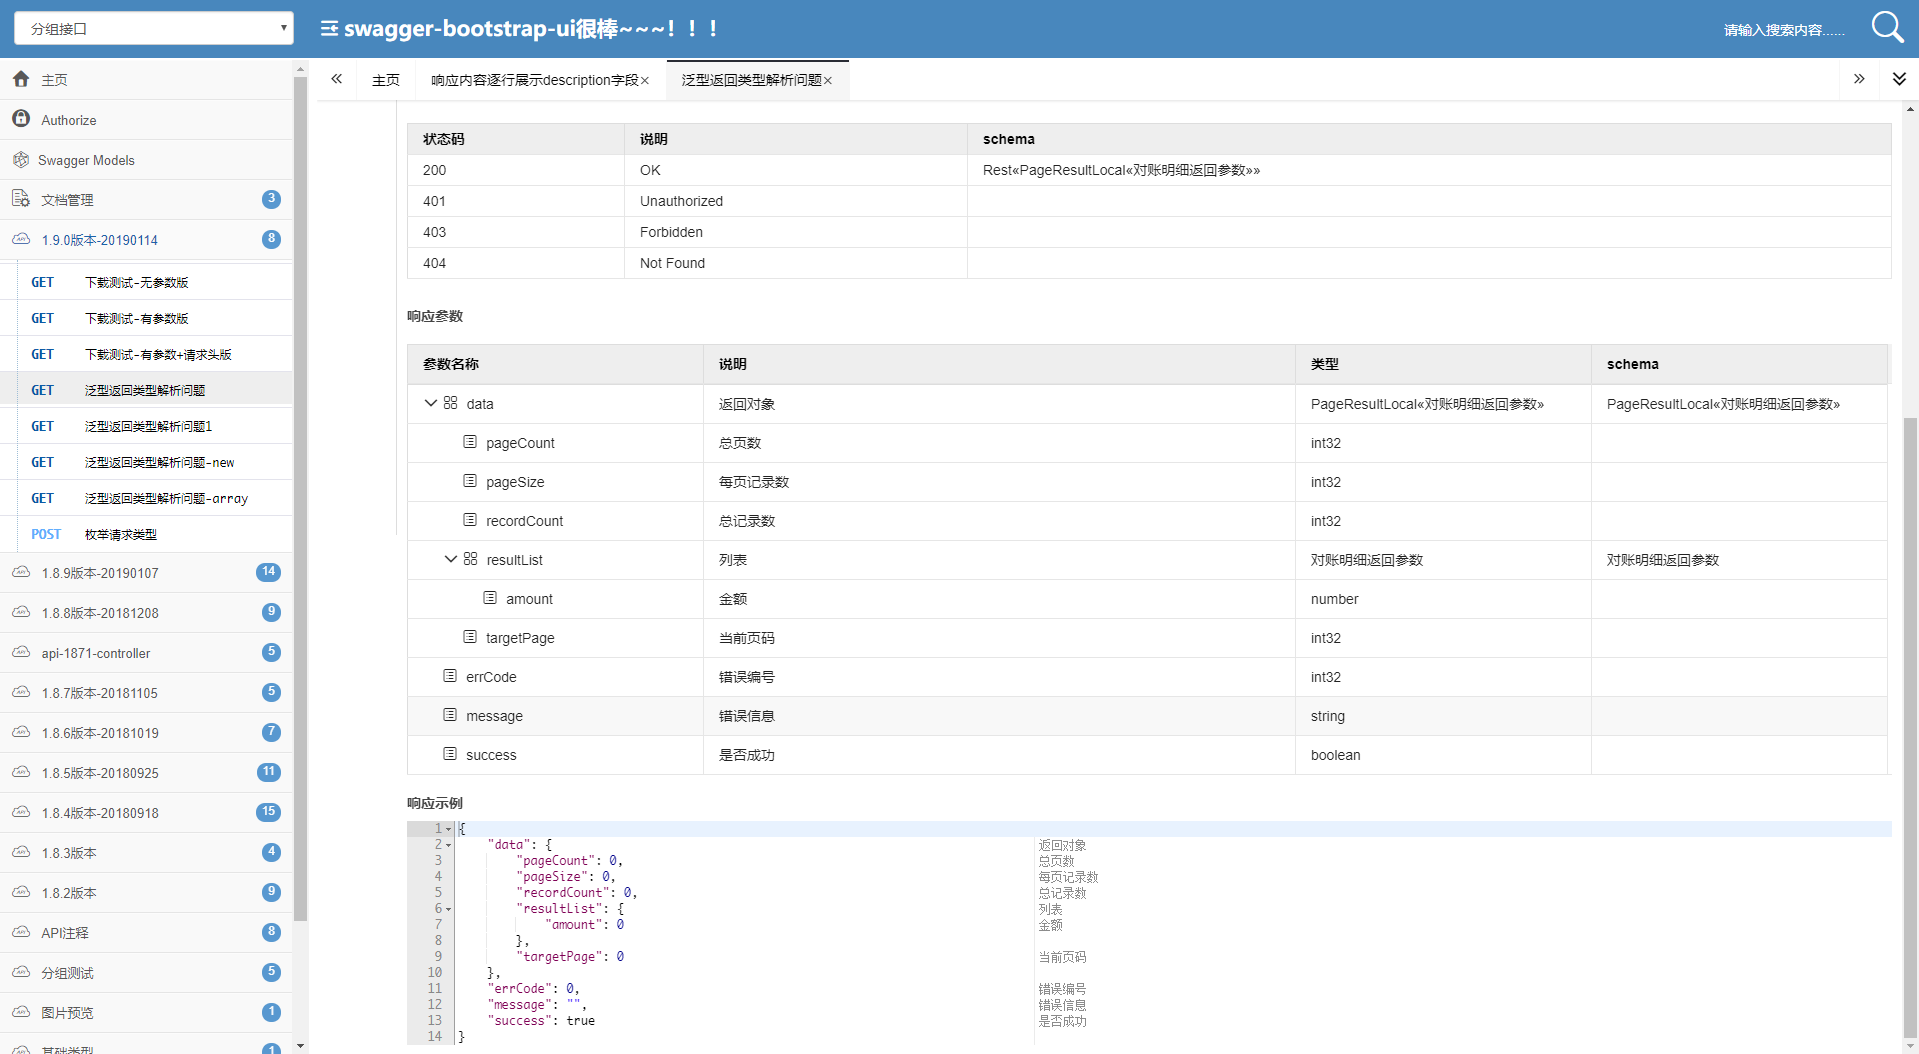 分组接口
swagger-bootstrap-ui很棒~~~！！！
请输入搜索内容......
主页
Authorize
Swagger Models
文档管理 3
1.9.0版本-20190114 8
GET 下载测试-无参数版
GET 下载测试-有参数版
GET 下载测试-有参数+请求头版
GET 泛型返回类型解析问题
GET 泛型返回类型解析问题1
GET 泛型返回类型解析问题-new
GET 泛型返回类型解析问题-array
POST 枚举请求类型
1.8.9版本-20190107 14
1.8.8版本-20181208 9
api-1871-controller 5
1.8.7版本-20181105 5
1.8.6版本-20181019 7
1.8.5版本-20180925 11
1.8.4版本-20180918 15
1.8.3版本 4
1.8.2版本 9
API注释 8
分组测试 5
图片预览 1
基础类型 1
主页 响应内容逐行展示description字段× 泛型返回类型解析问题×
状态码 说明 schema
200 OK Rest«PageResultLocal«对账明细返回参数»»
401 Unauthorized
403 Forbidden
404 Not Found
响应参数
参数名称 说明 类型 schema
data 返回对象 PageResultLocal«对账明细返回参数» PageResultLocal«对账明细返回参数»
pageCount 总页数 int32
pageSize 每页记录数 int32
recordCount 总记录数 int32
resultList 列表 对账明细返回参数 对账明细返回参数
amount 金额 number
targetPage 当前页码 int32
errCode 错误编号 int32
message 错误信息 string
success 是否成功 boolean
响应示例
1 {
2 "data": { 返回对象
3 "pageCount": 0, 总页数
4 "pageSize": 0, 每页记录数
5 "recordCount": 0, 总记录数
6 "resultList": { 列表
7 "amount": 0 金额
8 },
9 "targetPage": 0 当前页码
10 },
11 "errCode": 0, 错误编号
12 "message": "", 错误信息
13 "success": true 是否成功
14 }